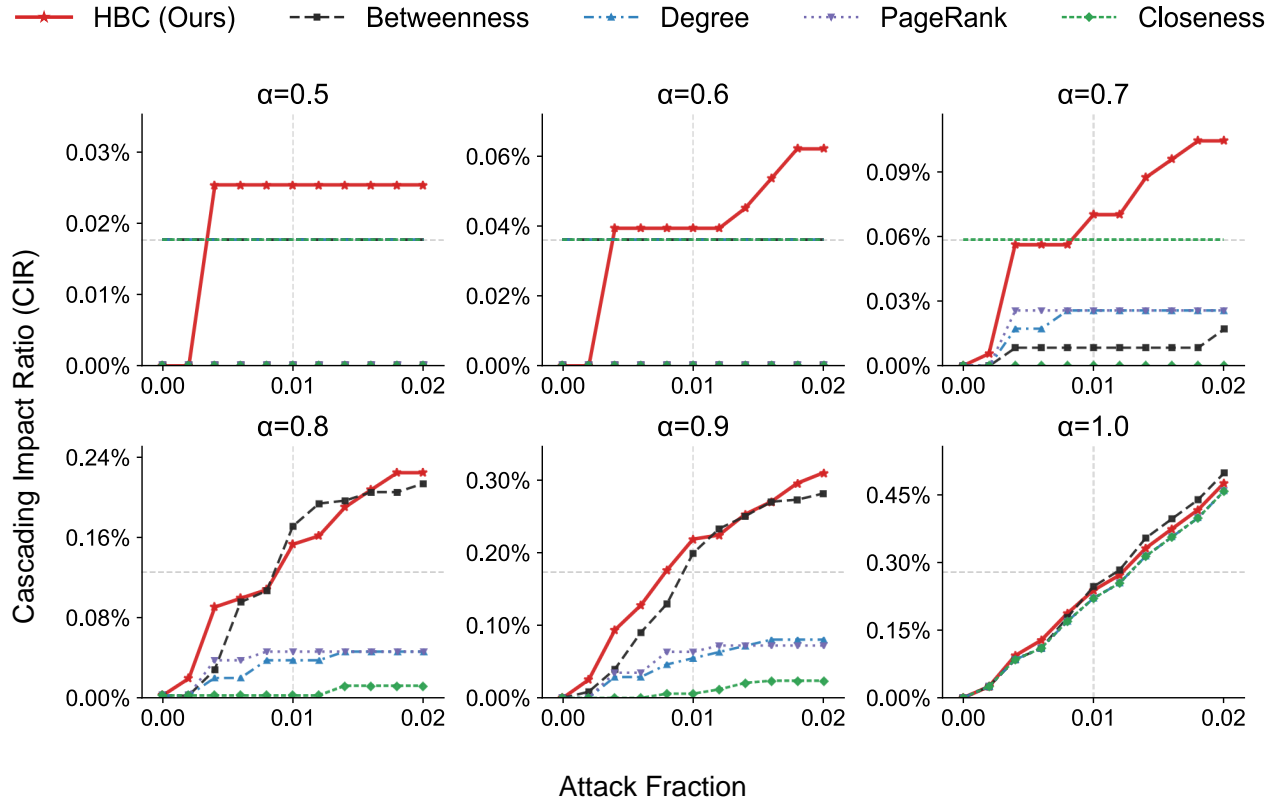 HBC (Ours) Betweenness Degree PageRank Closeness
α=0.5 α=0.6 α=0.7
0.03%
0.02%
0.01%
0.00%
0.00 0.01 0.02
0.06%
0.04%
0.02%
0.00%
0.00 0.01 0.02
0.09%
0.06%
0.03%
0.00%
0.00 0.01 0.02
Cascading Impact Ratio (CIR)
α=0.8 α=0.9 α=1.0
0.24%
0.16%
0.08%
0.00%
0.00 0.01 0.02
0.30%
0.20%
0.10%
0.00%
0.00 0.01 0.02
0.45%
0.30%
0.15%
0.00%
0.00 0.01 0.02
Attack Fraction